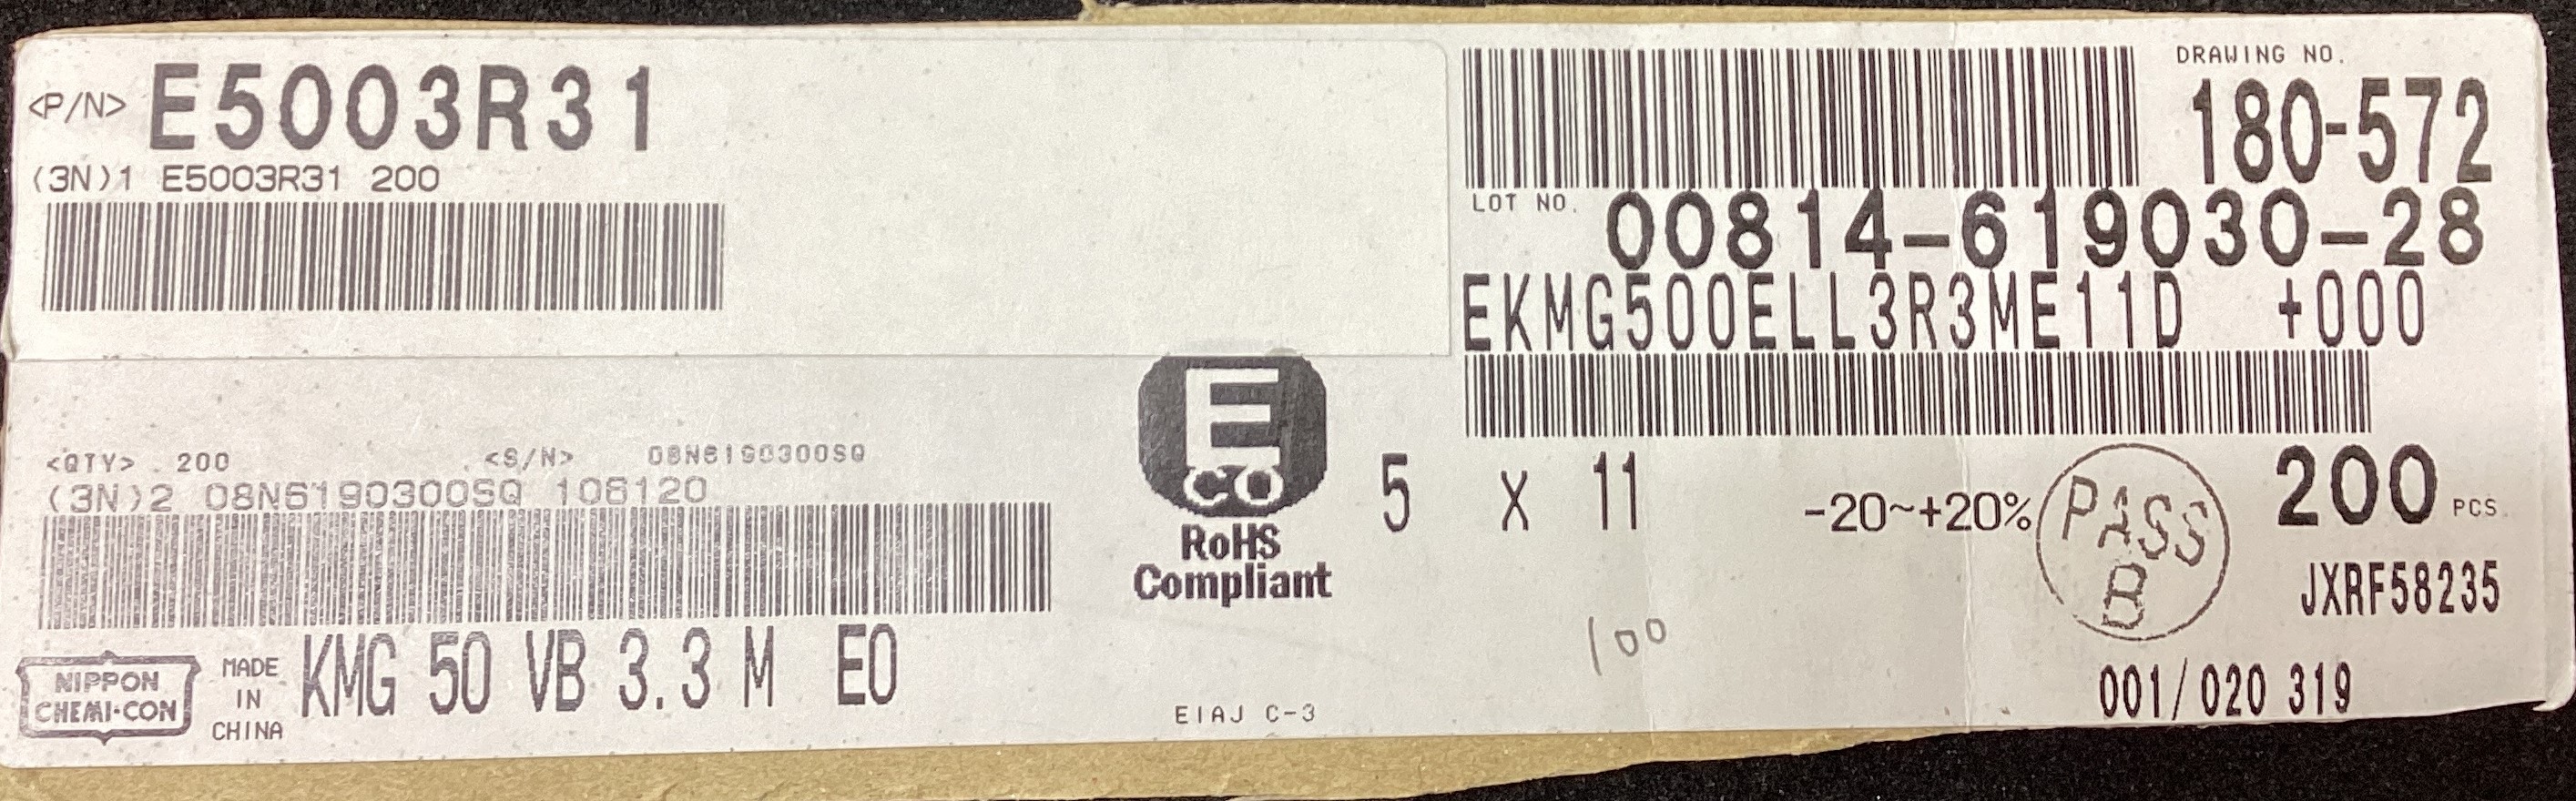 <P/N> E5003R31
(3N)1 E5003R31 200
<QTY> 200 <S/N> 08N6190300SQ
(3N)2 08N6190300SQ 106120
NIPPON
CHEMI-CON
MADE
IN
CHINA
KMG 50 VB 3.3 M E0
ECO
RoHS
Compliant
EIAJ C-3
DRAWING NO.
180-572
LOT NO. 00814-619030-28
EKMG500ELL3R3ME11D +000
5 X 11 -20~+20%
PASS
B
200 PCS
JXRF58235
100
001/020 319